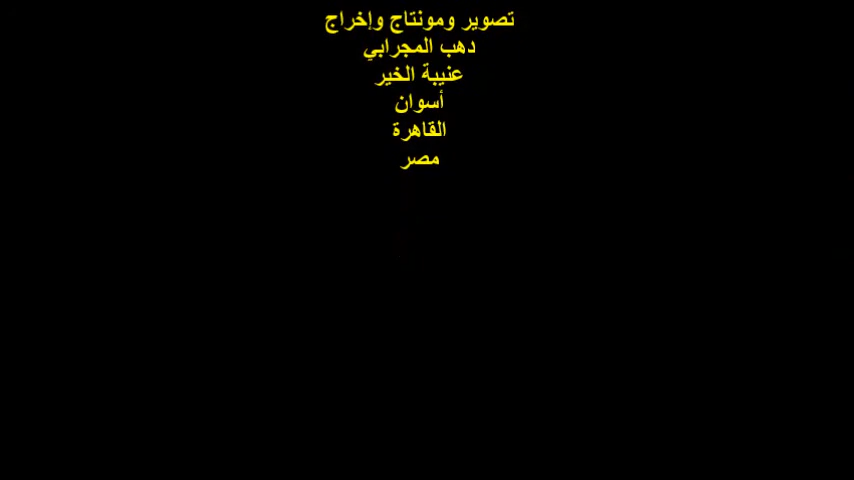 تصوير ومونتاج وإخراج
دهب المجرابي
عنيبة الخير
أسوان
القاهرة
مصر